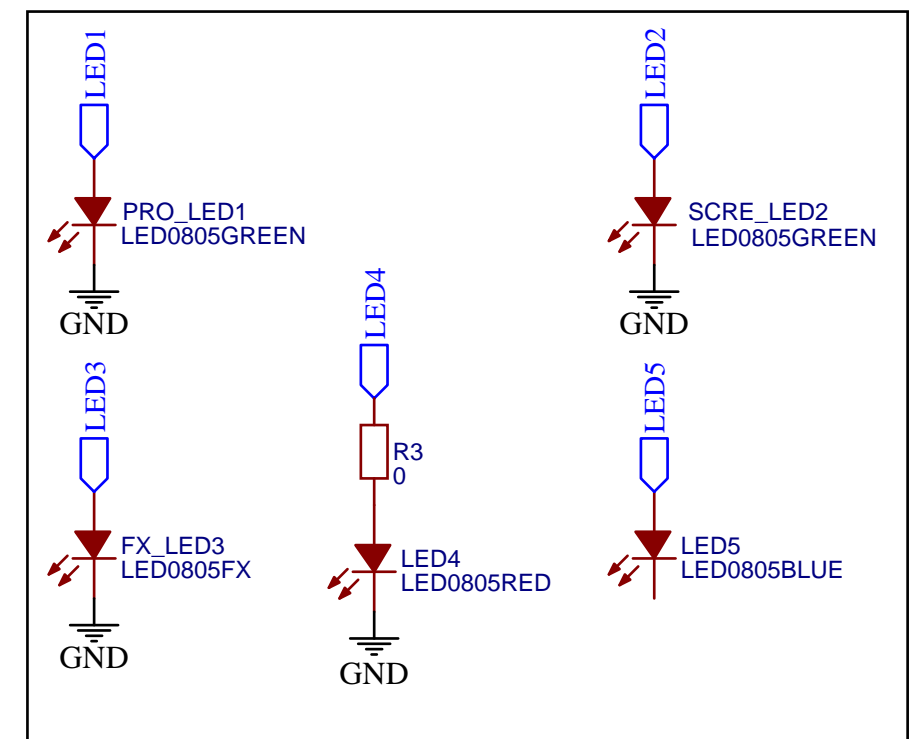 LED1
PRO_LED1
LED0805GREEN
GND
LED2
SCRE_LED2
LED0805GREEN
GND
LED3
FX_LED3
LED0805FX
GND
LED4
R3
0
LED4
LED0805RED
GND
LED5
LED5
LED0805BLUE